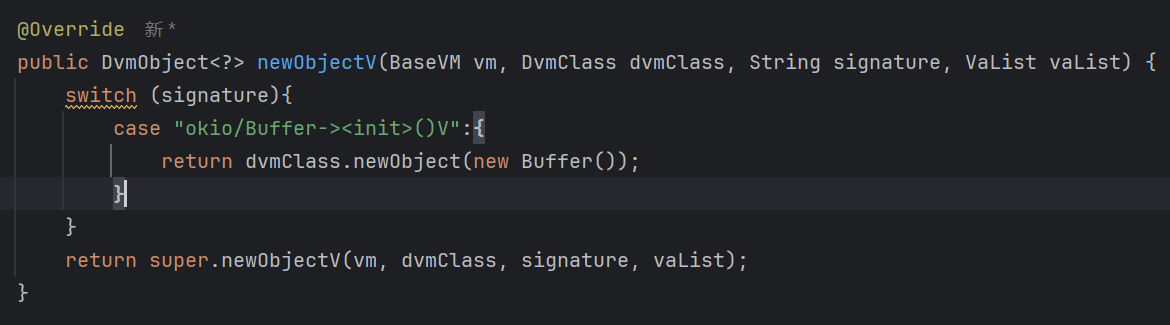 @Override 新 *
public DvmObject<?> newObjectV(BaseVM vm, DvmClass dvmClass, String signature, VaList vaList) {
    switch (signature){
        case "okio/Buffer-><init>()V":{
            return dvmClass.newObject(new Buffer());
        }
    }
    return super.newObjectV(vm, dvmClass, signature, vaList);
}